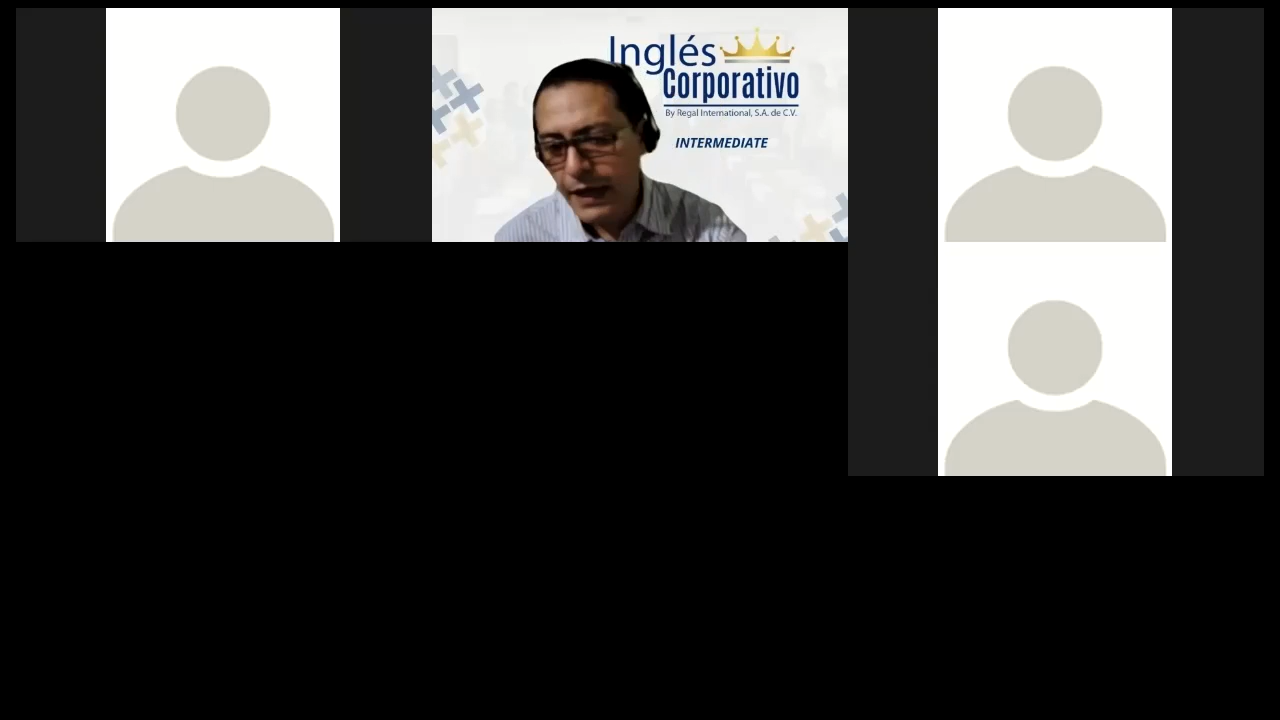 Inglés
Corporativo
By Regal International, S.A. de C.V.
INTERMEDIATE